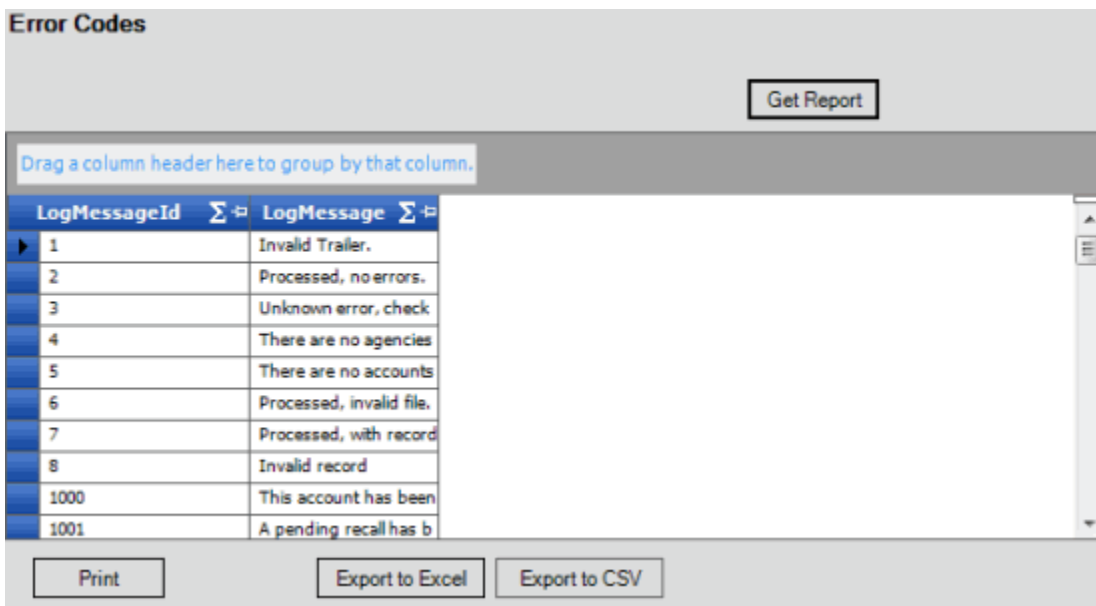 Error Codes
Get Report
Drag a column header here to group by that column.
LogMessageId Σ LogMessage Σ
1 Invalid Trailer.
2 Processed, no errors.
3 Unknown error, check
4 There are no agencies
5 There are no accounts
6 Processed, invalid file.
7 Processed, with record
8 Invalid record
1000 This account has been
1001 A pending recall has b
Print Export to Excel Export to CSV